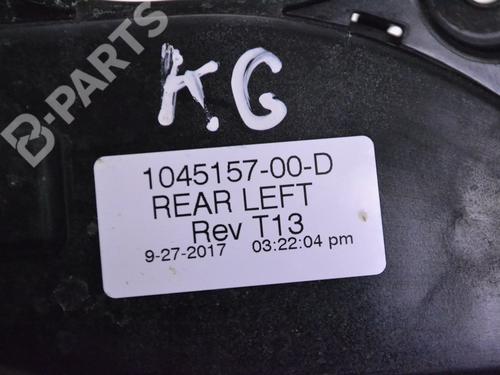 B-PARTS
K.G
1045157-00-D
REAR LEFT
Rev T13
9-27-2017 03:22:04 pm